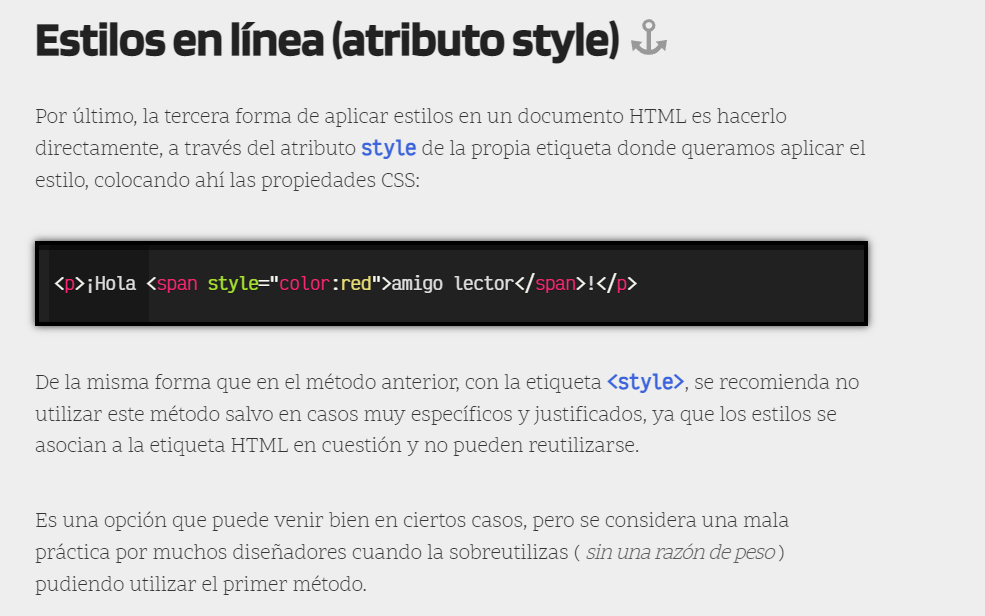 Estilos en línea (atributo style)
Por último, la tercera forma de aplicar estilos en un documento HTML es hacerlo
directamente, a través del atributo style de la propia etiqueta donde queramos aplicar el
estilo, colocando ahí las propiedades CSS:
<p>¡Hola <span style="color:red">amigo lector</span>!</p>
De la misma forma que en el método anterior, con la etiqueta <style>, se recomienda no
utilizar este método salvo en casos muy específicos y justificados, ya que los estilos se
asocian a la etiqueta HTML en cuestión y no pueden reutilizarse.
Es una opción que puede venir bien en ciertos casos, pero se considera una mala
práctica por muchos diseñadores cuando la sobreutilizas ( sin una razón de peso )
pudiendo utilizar el primer método.